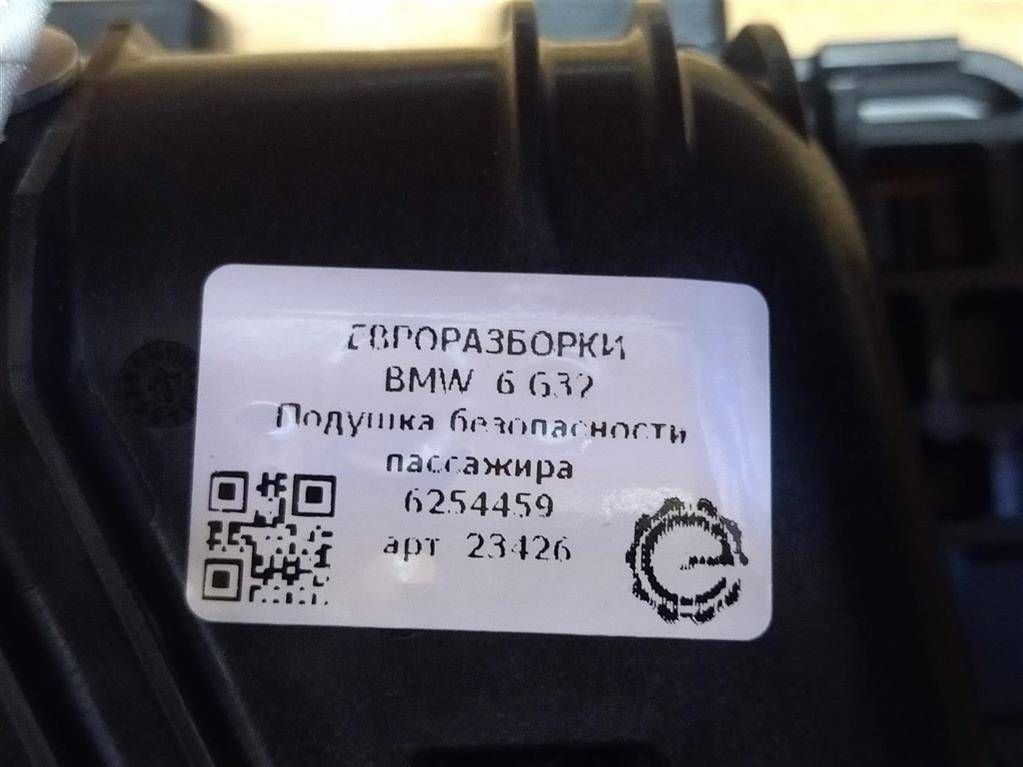 ЕВРОРАЗБОРКИ
BMW 6 G32
Подушка безопасности
пассажира
6254459
арт 23426